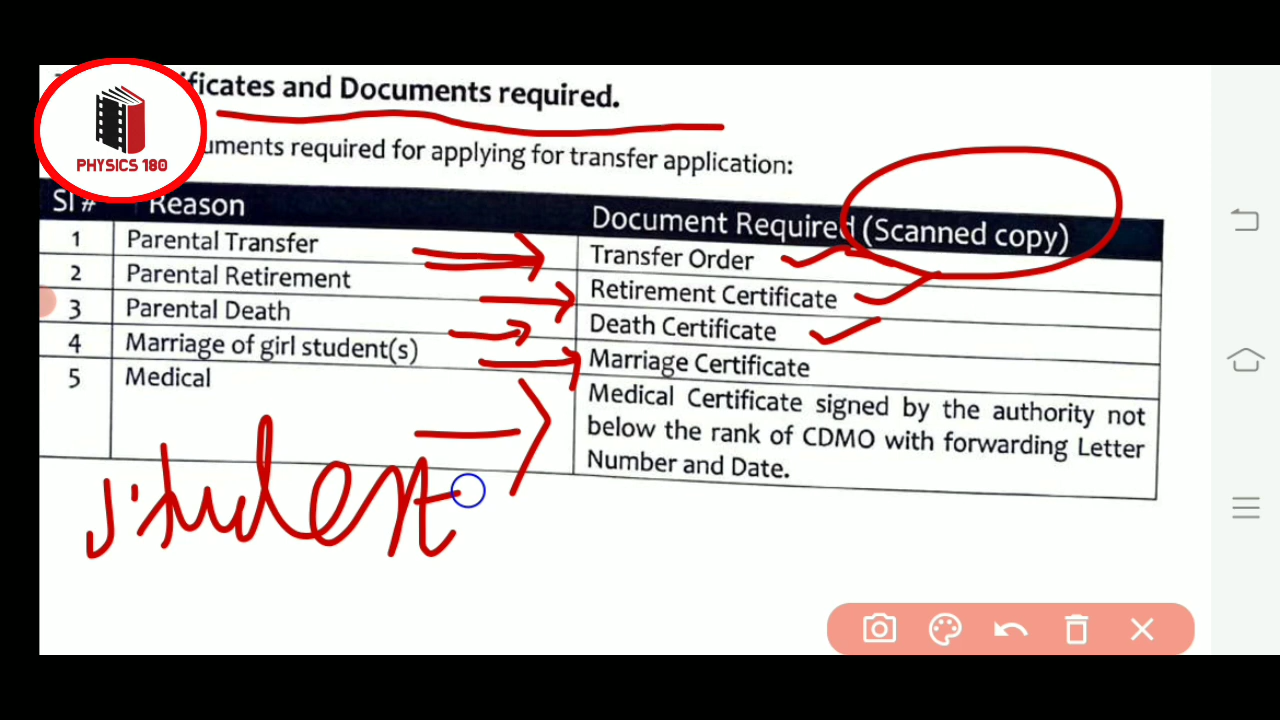 ificates and Documents required.
PHYSICS 180
uments required for applying for transfer application:
Sl # Reason Document Required (Scanned copy)
1 Parental Transfer Transfer Order
2 Parental Retirement Retirement Certificate
3 Parental Death Death Certificate
4 Marriage of girl student(s) Marriage Certificate
5 Medical Medical Certificate signed by the authority not
below the rank of CDMO with forwarding Letter
Number and Date.
student